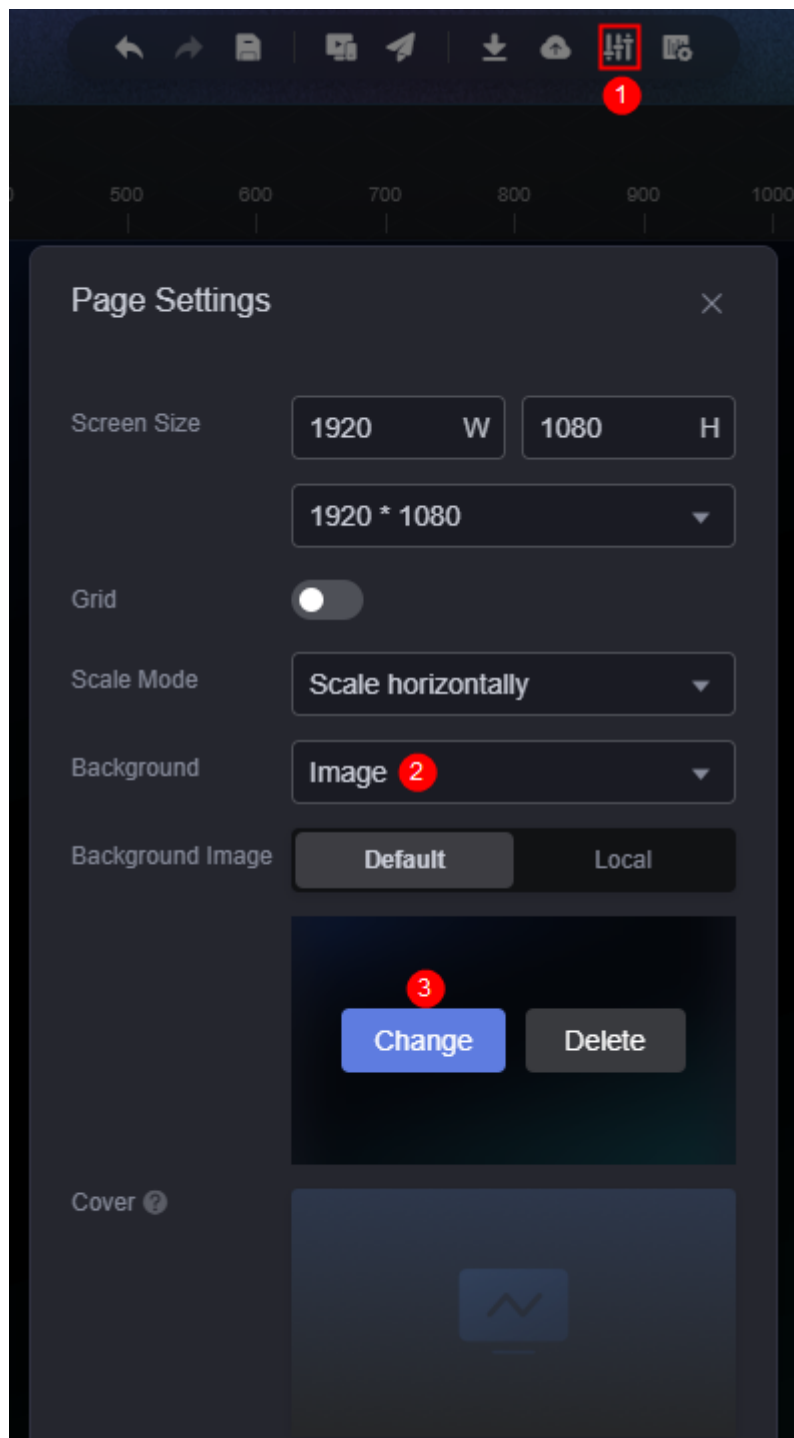 1
500 600 700 800 900 1000
Page Settings
Screen Size 1920 W 1080 H
1920 * 1080
Grid
Scale Mode Scale horizontally
Background Image 2
Background Image Default Local
3
Change Delete
Cover ?